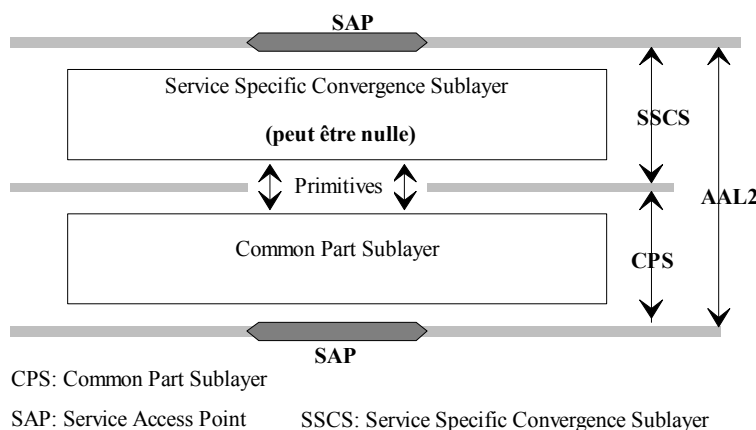 SAP
Service Specific Convergence Sublayer
(peut être nulle)
SSCS
Primitives
AAL2
Common Part Sublayer
CPS
SAP
CPS: Common Part Sublayer
SAP: Service Access Point SSCS: Service Specific Convergence Sublayer